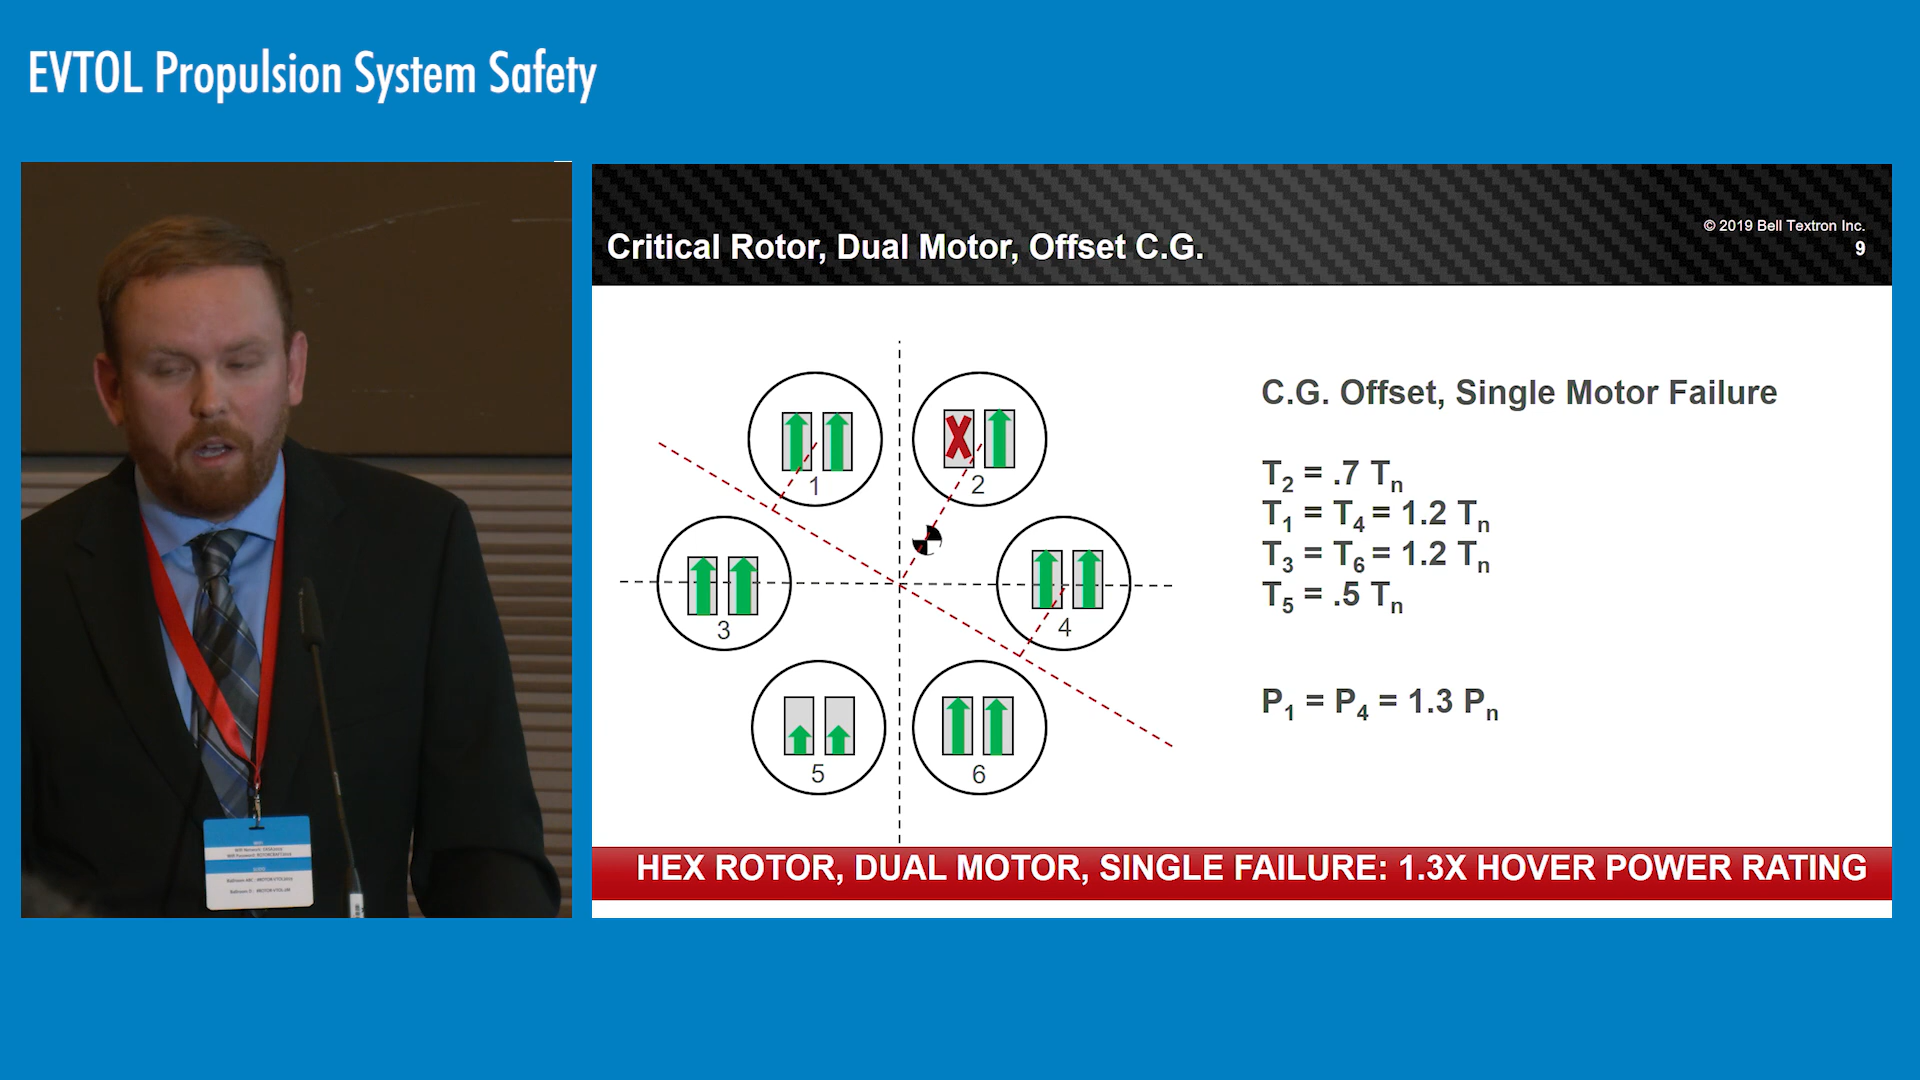 EVTOL Propulsion System Safety
© 2019 Bell Textron Inc.
Critical Rotor, Dual Motor, Offset C.G.
9
1
2
3
4
5
6
C.G. Offset, Single Motor Failure
T2 = .7 Tn
T1 = T4 = 1.2 Tn
T3 = T6 = 1.2 Tn
T5 = .5 Tn
P1 = P4 = 1.3 Pn
HEX ROTOR, DUAL MOTOR, SINGLE FAILURE: 1.3X HOVER POWER RATING